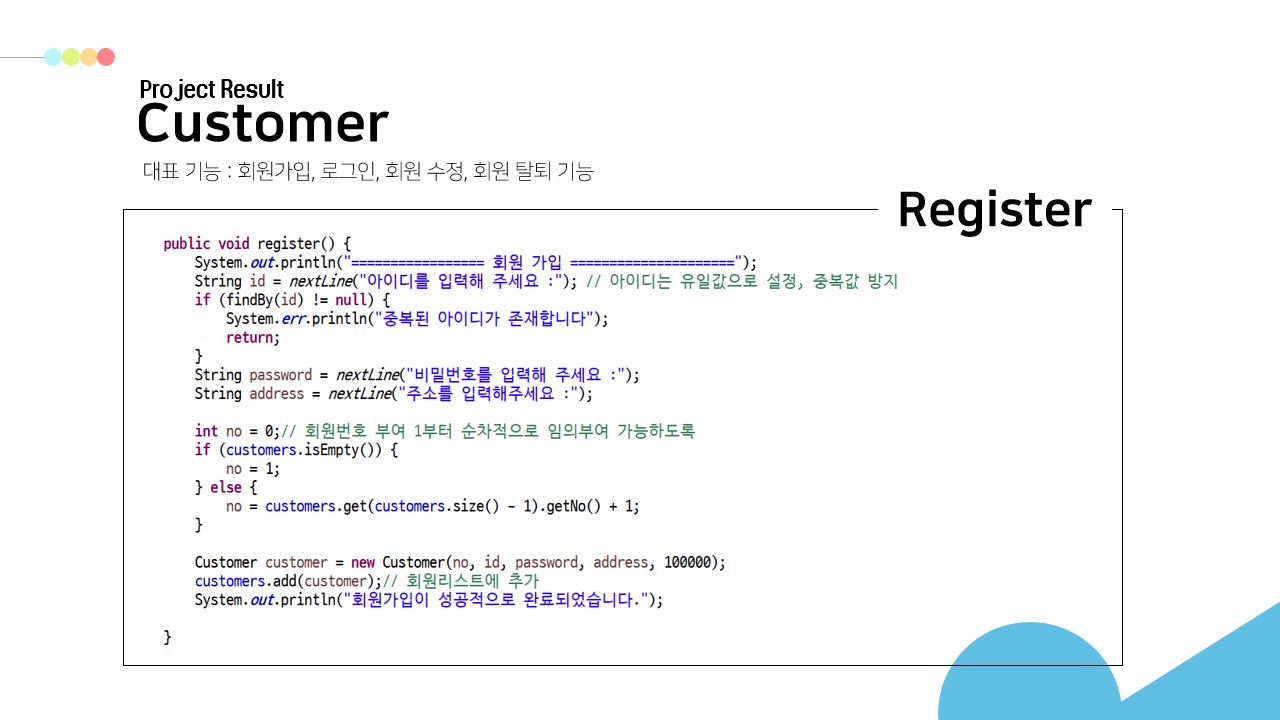 Project Result
Customer
대표 기능 : 회원가입, 로그인, 회원 수정, 회원 탈퇴 기능
Register
public void register() {
    System.out.println("================= 회원 가입 =====================");
    String id = nextLine("아이디를 입력해 주세요 :"); // 아이디는 유일값으로 설정, 중복값 방지
    if (findBy(id) != null) {
        System.err.println("중복된 아이디가 존재합니다");
        return;
    }
    String password = nextLine("비밀번호를 입력해 주세요 :");
    String address = nextLine("주소를 입력해주세요 :");
    int no = 0;// 회원번호 부여 1부터 순차적으로 임의부여 가능하도록
    if (customers.isEmpty()) {
        no = 1;
    } else {
        no = customers.get(customers.size() - 1).getNo() + 1;
    }
    Customer customer = new Customer(no, id, password, address, 100000);
    customers.add(customer);// 회원리스트에 추가
    System.out.println("회원가입이 성공적으로 완료되었습니다.");
}